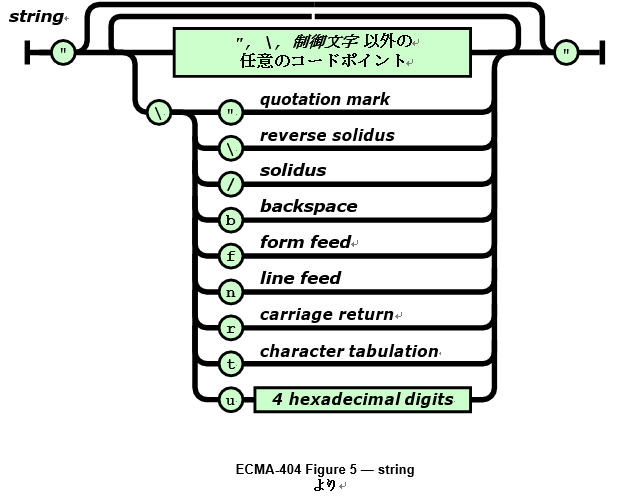 string
" ", \, 制御文字 以外の "
任意のコードポイント
\ " quotation mark
\ reverse solidus
/ solidus
b backspace
f form feed
n line feed
r carriage return
t character tabulation
u 4 hexadecimal digits
ECMA-404 Figure 5 — string
より